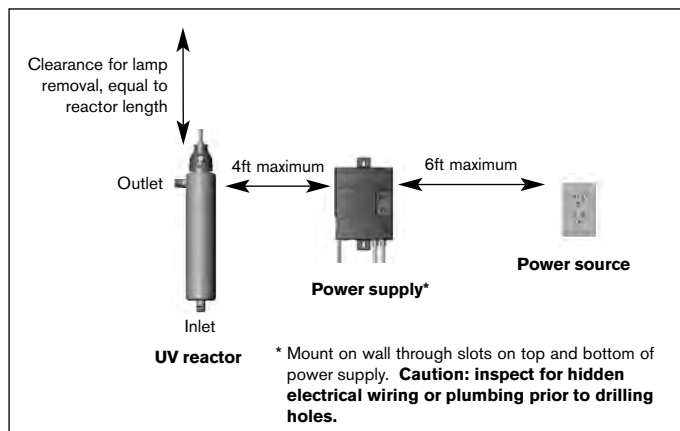 Clearance for lamp
removal, equal to
reactor length
4ft maximum
6ft maximum
Outlet
Power source
Power supply*
Inlet
UV reactor
* Mount on wall through slots on top and bottom of
power supply. Caution: inspect for hidden
electrical wiring or plumbing prior to drilling
holes.